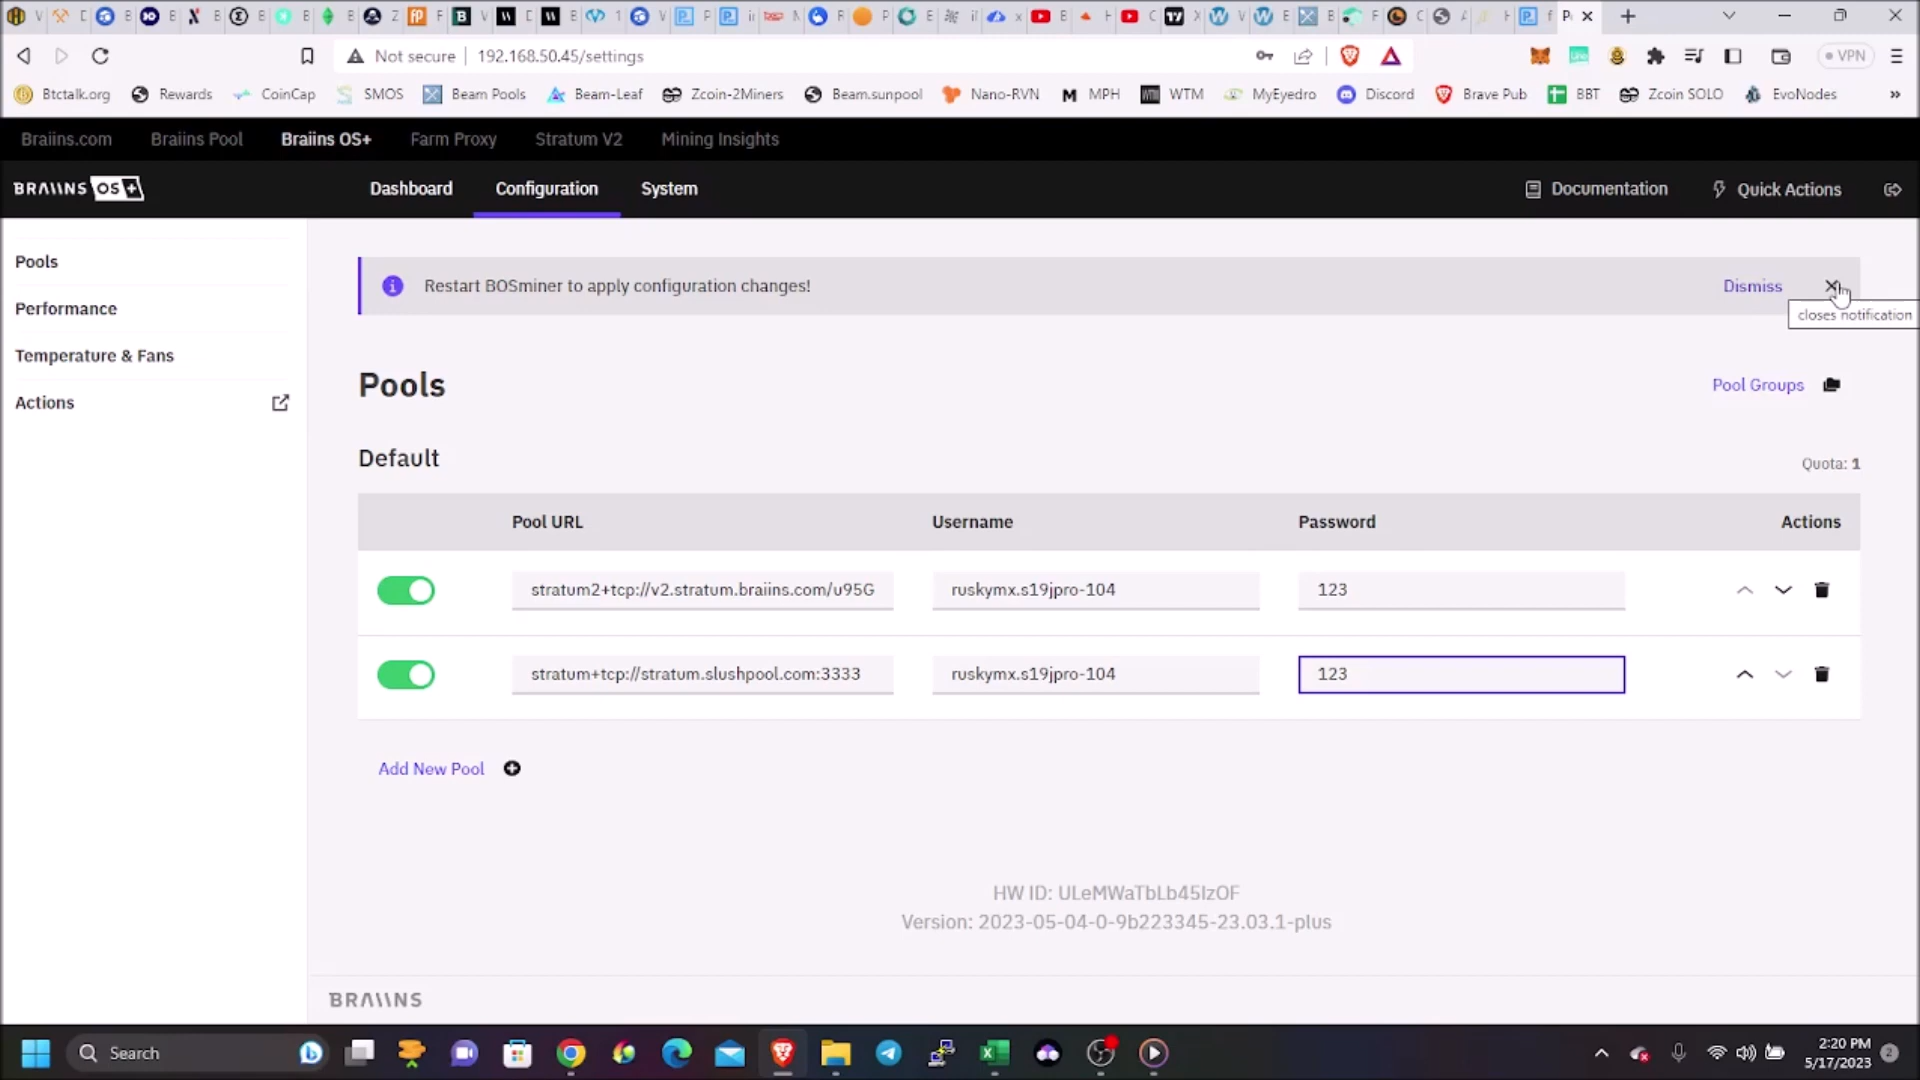 Not secure
192.168.50.45/settings
VPN
Btctalk.org
Rewards
CoinCap
SMOS
Beam Pools
Beam-Leaf
Zcoin-2Miners
Beam.sunpool
Nano-RVN
MPH
WTM
MyEyedro
Discord
Brave Pub
BBT
Zcoin SOLO
EvoNodes
Braiins.com
Braiins Pool
Braiins OS+
Farm Proxy
Stratum V2
Mining Insights
BRAIINS OS+
Dashboard
Configuration
System
Documentation
Quick Actions
Pools
Performance
Temperature & Fans
Actions
Restart BOSminer to apply configuration changes!
Dismiss
closes notification
Pools
Pool Groups
Default
Quota: 1
Pool URL
Username
Password
Actions
stratum2+tcp://v2.stratum.braiins.com/u95G
ruskymx.s19jpro-104
123
stratum+tcp://stratum.slushpool.com:3333
ruskymx.s19jpro-104
123
Add New Pool
HW ID: ULeMWaTbLb45IzOF
Version: 2023-05-04-0-9b223345-23.03.1-plus
BRAIINS
Search
2:20 PM
5/17/2023
2